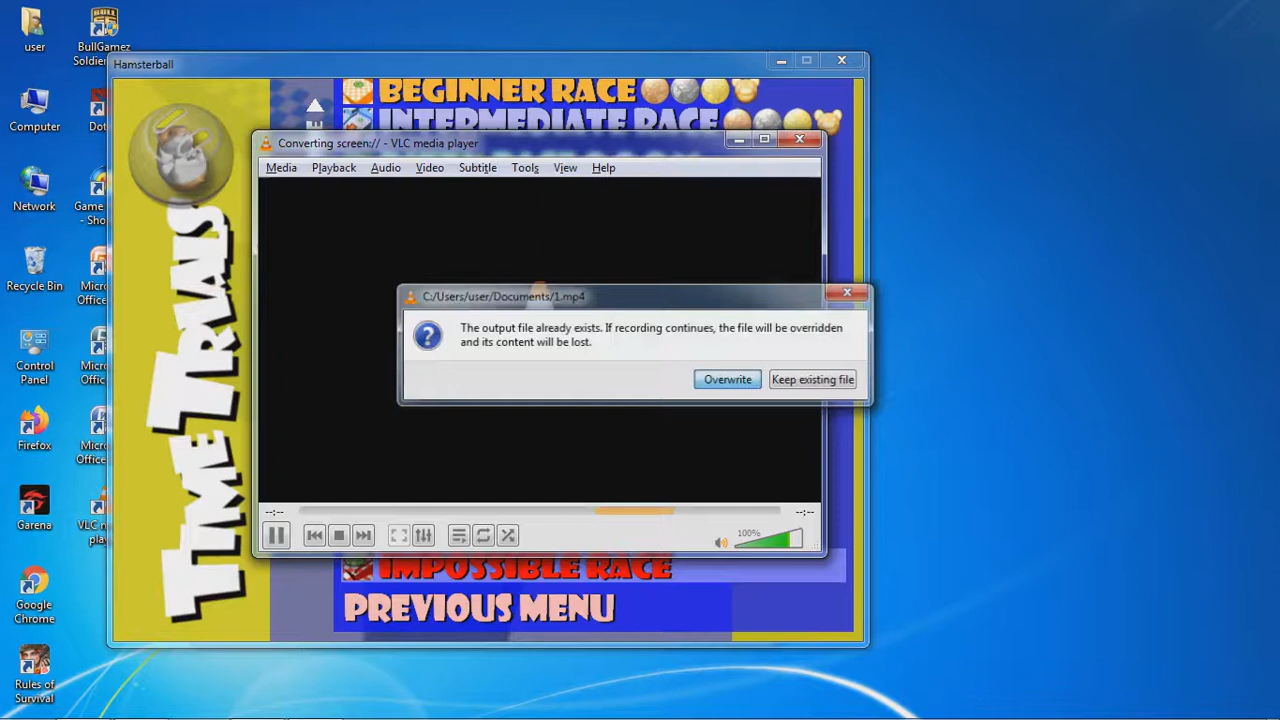 user
BullGamez
Soldier
Computer
Dot
Network
Game
- Sho
Recycle Bin
Micro
Offic
Control
Panel
Micro
Offic
Firefox
Micro
Office
Garena
VLC m
play
Google
Chrome
Rules of
Survival
Hamsterball
TIME TRIALS
BEGINNER RACE
INTERMEDIATE RACE
Converting screen:// - VLC media player
Media Playback Audio Video Subtitle Tools View Help
C:/Users/user/Documents/1.mp4
The output file already exists. If recording continues, the file will be overridden
and its content will be lost.
Overwrite Keep existing file
--:-- --:--
100%
IMPOSSIBLE RACE
PREVIOUS MENU